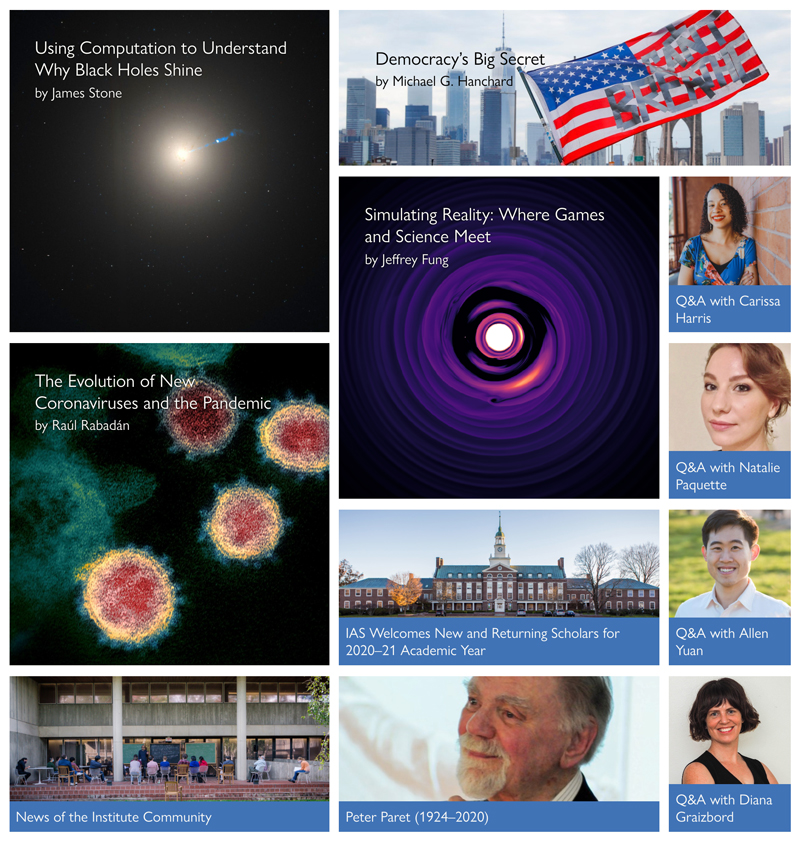 Using Computation to Understand
Why Black Holes Shine
by James Stone
Democracy's Big Secret
by Michael G. Hanchard
I CAN'T
BREATHE
Simulating Reality: Where Games
and Science Meet
by Jeffrey Fung
Q&A with Carissa
Harris
The Evolution of New
Coronaviruses and the Pandemic
by Raúl Rabadán
Q&A with Natalie
Paquette
IAS Welcomes New and Returning Scholars for
2020–21 Academic Year
Q&A with Allen
Yuan
News of the Institute Community
Peter Paret (1924–2020)
Q&A with Diana
Graizbord